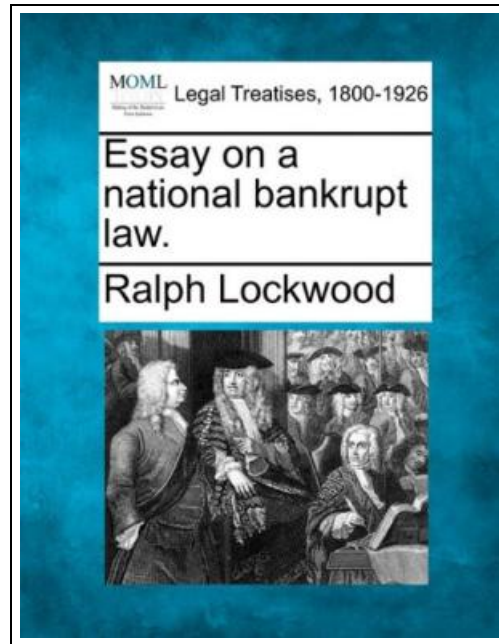 MOML
Legal Treatises, 1800-1926
Essay on a
national bankrupt
law.
Ralph Lockwood